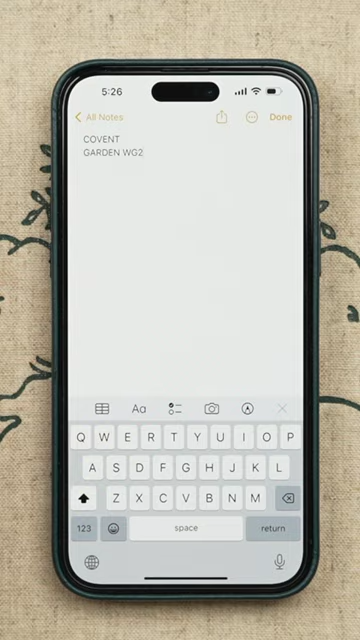 5:26
All Notes
Done
COVENT
GARDEN WG2
Aa
Q W E R T Y U I O P
A S D F G H J K L
Z X C V B N M
123
space
return